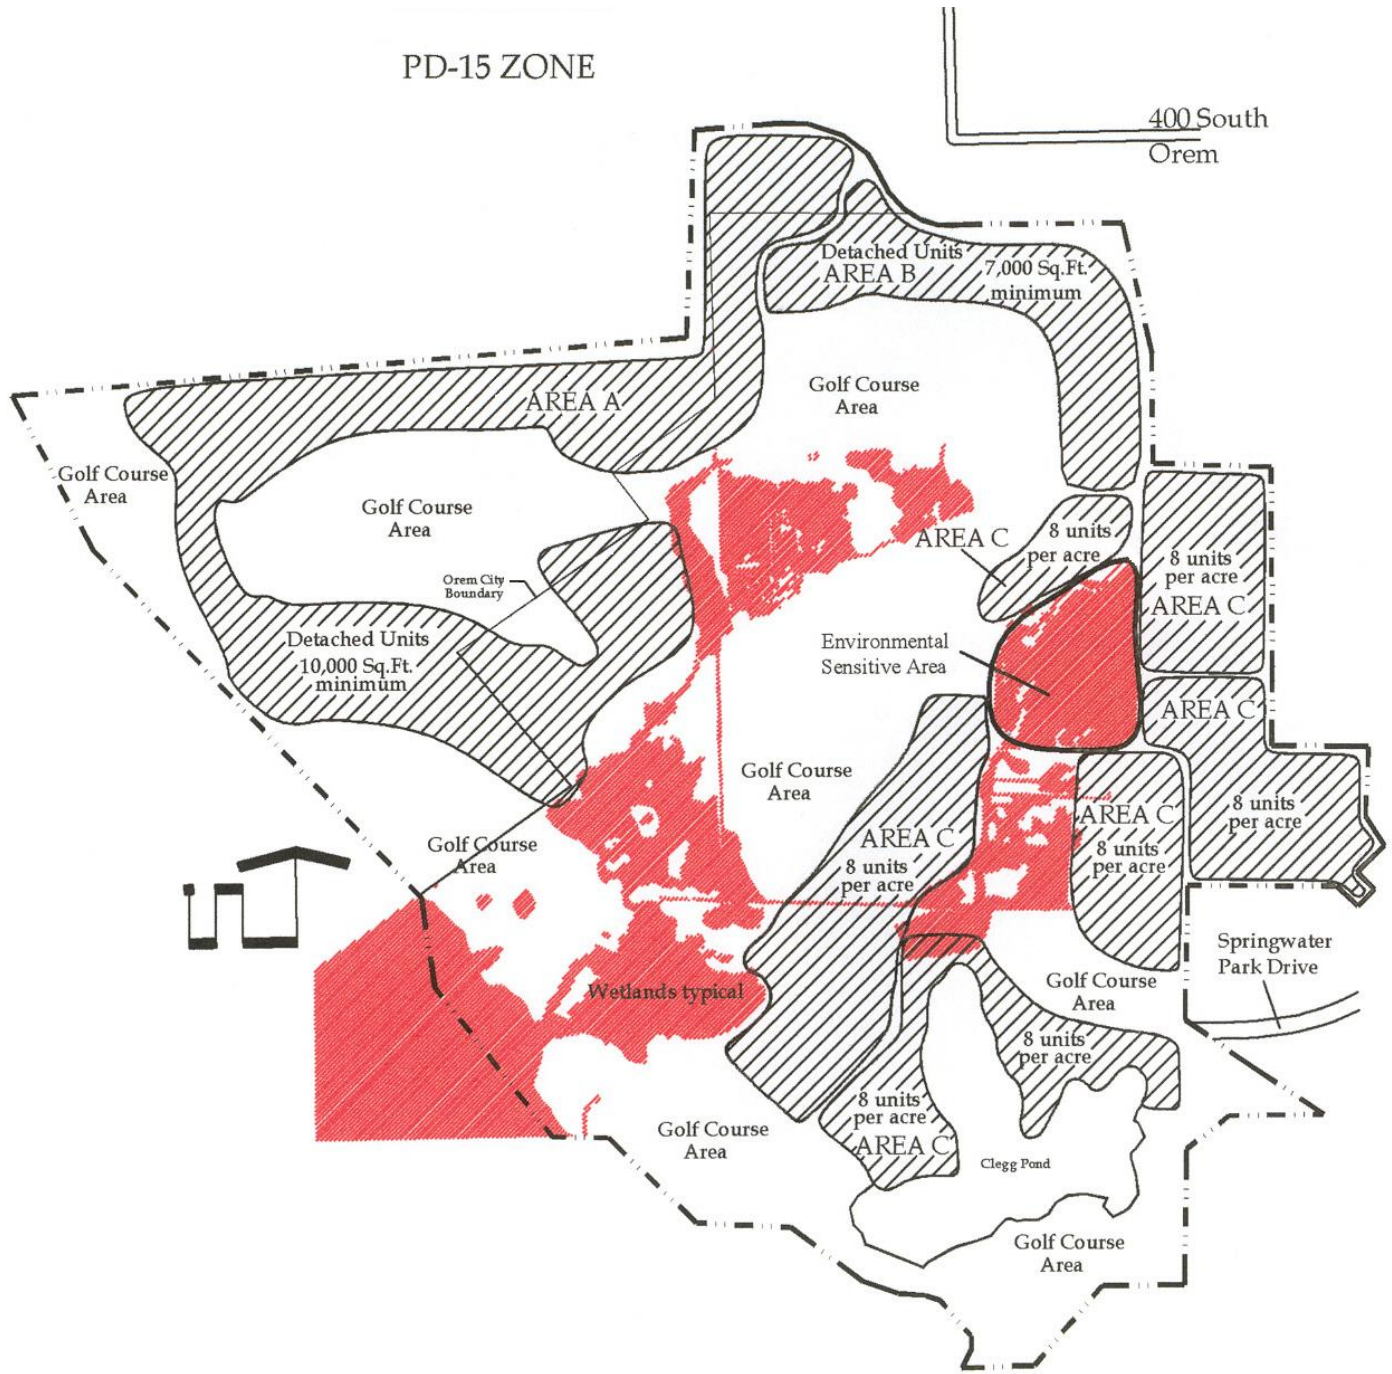 PD-15 ZONE
400 South
Orem
Detached Units
AREA B
7,000 Sq.Ft.
minimum
AREA A
Golf Course
Area
Golf Course
Area
Golf Course
Area
AREA C
8 units
per acre
8 units
per acre
AREA C
Orem City
Boundary
Detached Units
10,000 Sq.Ft.
minimum
Environmental
Sensitive Area
AREA C
Golf Course
Area
8 units
per acre
AREA C
8 units
per acre
AREA C
8 units
per acre
Golf Course
Area
Springwater
Park Drive
Wetlands typical
Golf Course
Area
8 units
per acre
8 units
per acre
AREA C
Golf Course
Area
Clegg Pond
Golf Course
Area